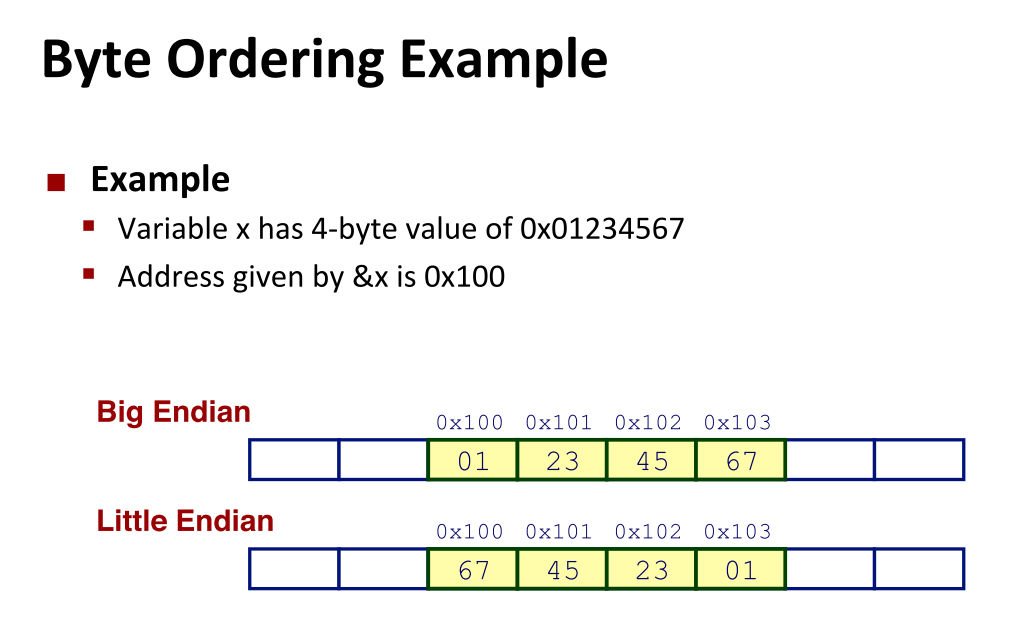 Byte Ordering Example
Example
Variable x has 4-byte value of 0x01234567
Address given by &x is 0x100
Big Endian
0x100 0x101 0x102 0x103
01 23 45 67
Little Endian
0x100 0x101 0x102 0x103
67 45 23 01